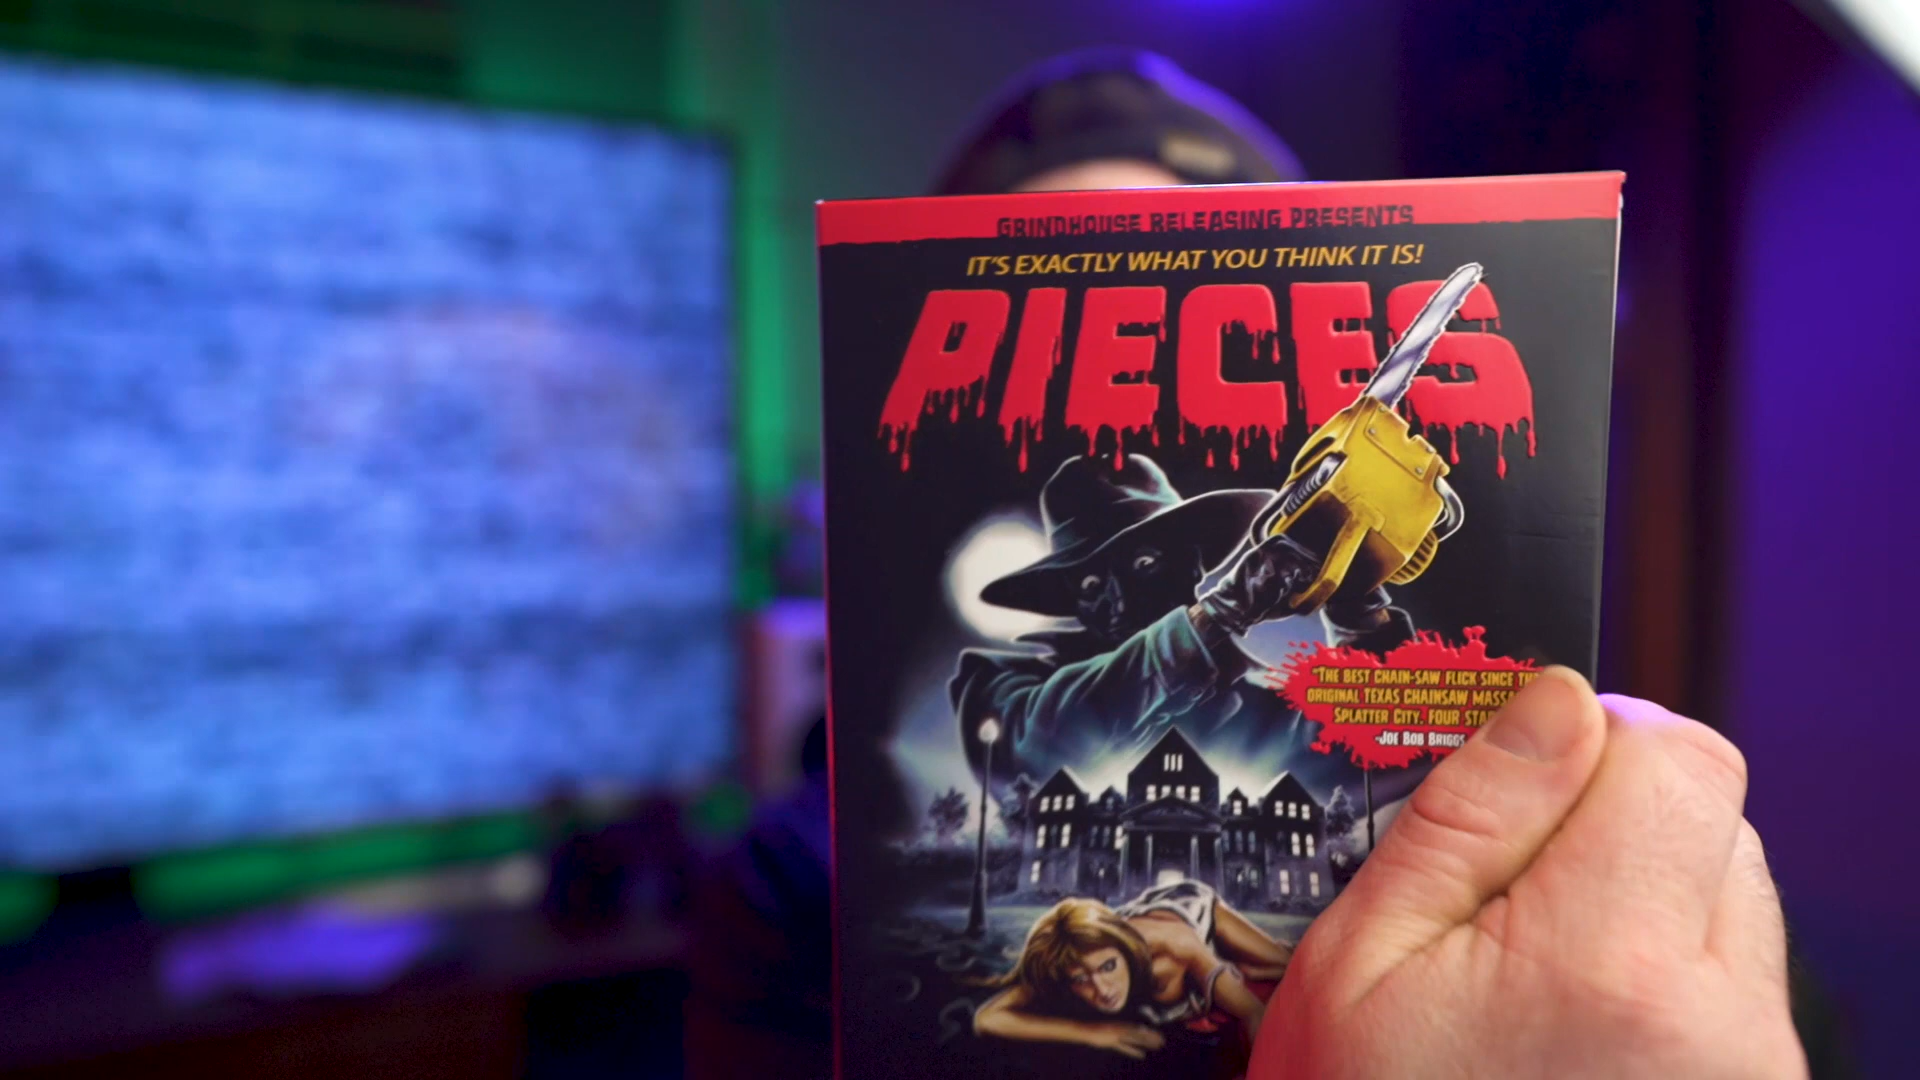 GRINDHOUSE RELEASING PRESENTS
IT'S EXACTLY WHAT YOU THINK IT IS!
PIECES
"THE BEST CHAIN-SAW FLICK SINCE
ORIGINAL TEXAS CHAINSAW
SPLATTER CITY. FOUR
-JOE BOB BRIGGS